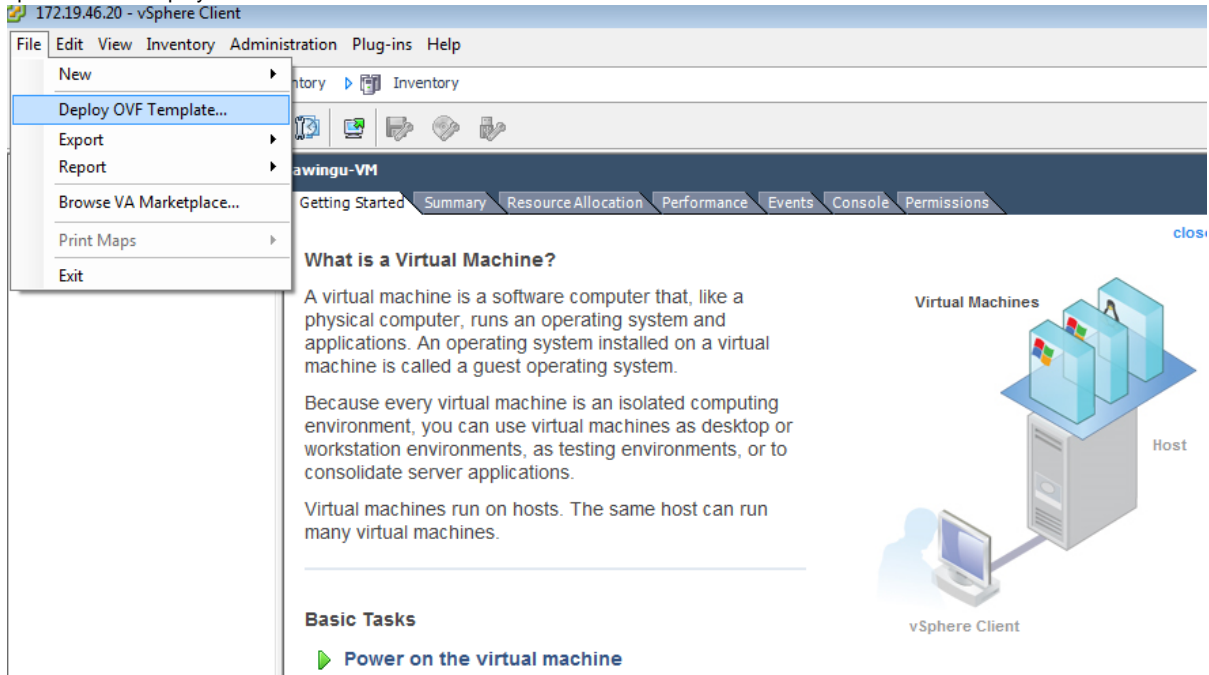 172.19.46.20 - vSphere Client
File Edit View Inventory Administration Plug-ins Help
New
Inventory
Deploy OVF Template...
Export
Report
awingu-VM
Browse VA Marketplace...
Getting Started Summary Resource Allocation Performance Events Console Permissions
Print Maps
Exit
clos
What is a Virtual Machine?
A virtual machine is a software computer that, like a
physical computer, runs an operating system and
applications. An operating system installed on a virtual
machine is called a guest operating system.
Because every virtual machine is an isolated computing
environment, you can use virtual machines as desktop or
workstation environments, as testing environments, or to
consolidate server applications.
Virtual machines run on hosts. The same host can run
many virtual machines.
Virtual Machines
Host
vSphere Client
Basic Tasks
Power on the virtual machine